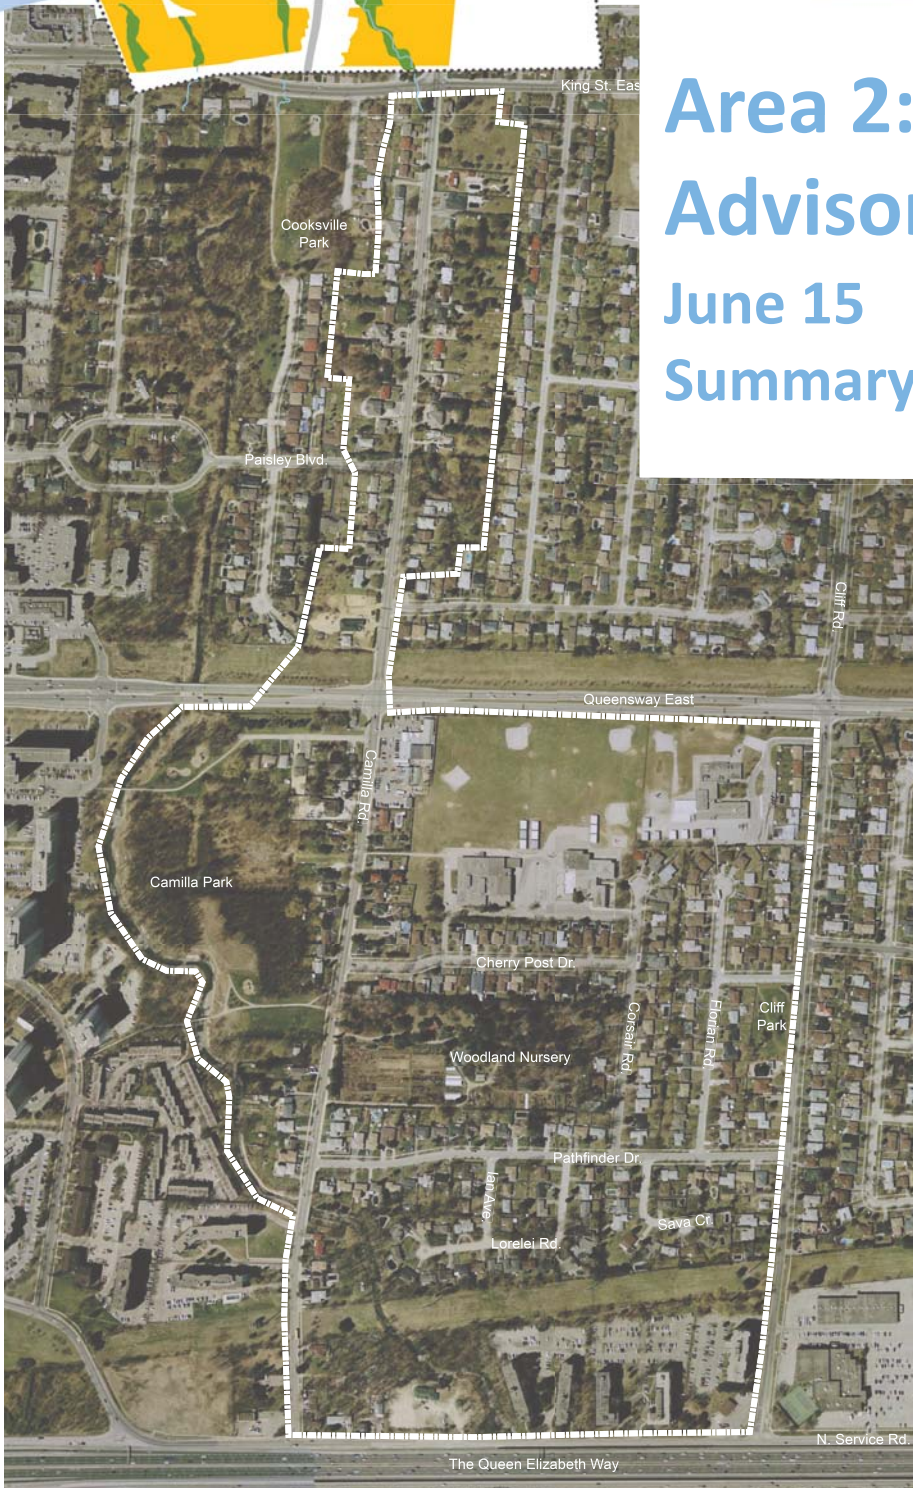 King St. Eas
Area 2:
Advisor
June 15
Summary
Cooksville
Park
Paisley Blvd.
Cliff Rd.
Queensway East
Camilla Rd.
Camilla Park
Cherry Post Dr.
Corsair Rd.
Florian Rd.
Cliff
Park
Woodland Nursery
Pathfinder Dr.
Ian Ave.
Sava Cr.
Lorelei Rd.
N. Service Rd.
The Queen Elizabeth Way